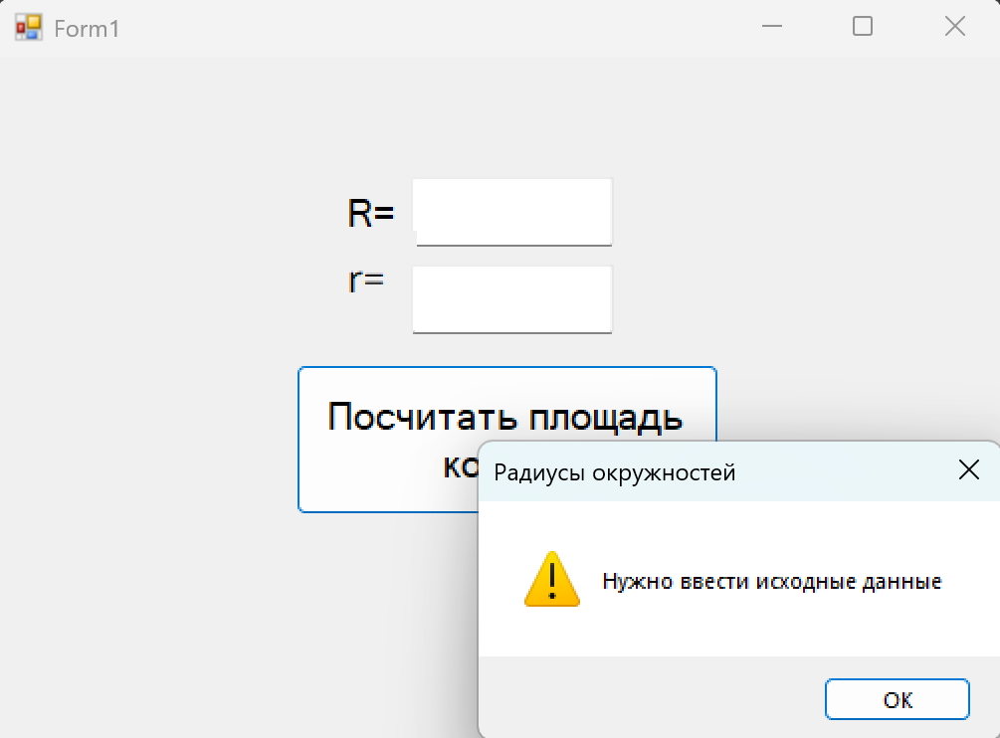 Form1
R=
r=
Посчитать площадь
Радиусы окружностей
Нужно ввести исходные данные
OK